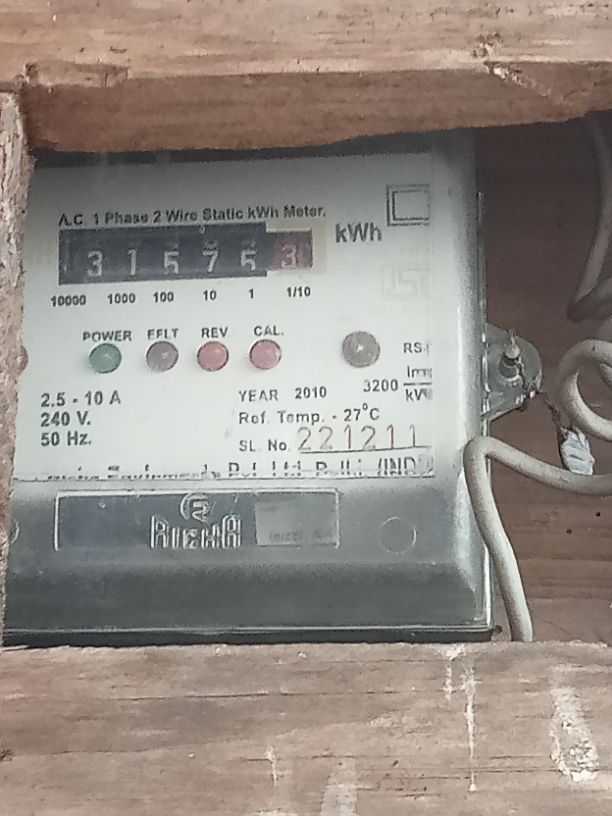 A.C. 1 Phase 2 Wire Static kWh Meter.
3 1 5 7 5 3 kWh
10000 1000 100 10 1 1/10
POWER EFLT REV CAL.
2.5 - 10 A
240 V.
50 Hz.
YEAR 2010 3200
Ref. Temp. - 27°C
SL. No. 221211